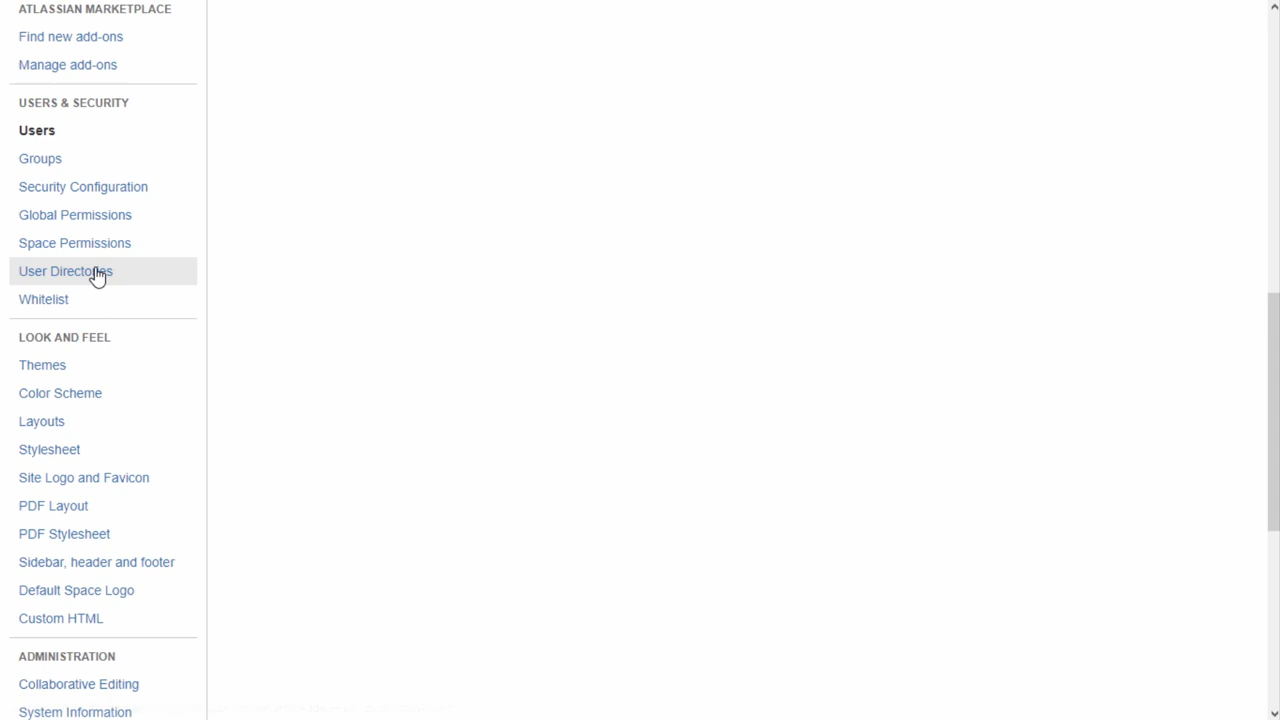 ATLASSIAN MARKETPLACE
Find new add-ons
Manage add-ons
USERS & SECURITY
Users
Groups
Security Configuration
Global Permissions
Space Permissions
User Directories
Whitelist
LOOK AND FEEL
Themes
Color Scheme
Layouts
Stylesheet
Site Logo and Favicon
PDF Layout
PDF Stylesheet
Sidebar, header and footer
Default Space Logo
Custom HTML
ADMINISTRATION
Collaborative Editing
System Information